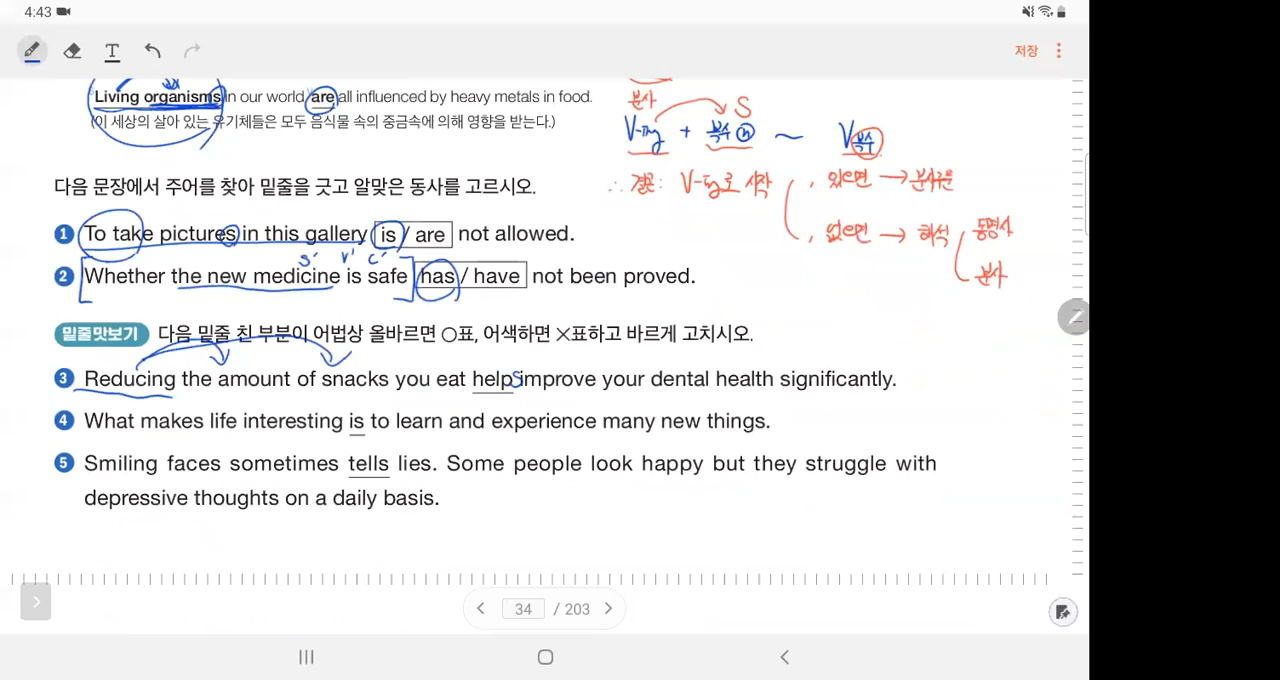 4:43
T
저장
Living organisms in our world are all influenced by heavy metals in food.
(이 세상의 살아 있는 유기체들은 모두 음식물 속의 중금속에 의해 영향을 받는다.)
분사
S
V-ing + 복수 n ~ V복수
∴ 결론: V-ing로 시작
, 있으면 → 분사구문
, 없으면 → 해석
동명사
분사
다음 문장에서 주어를 찾아 밑줄을 긋고 알맞은 동사를 고르시오.
1 To take pictures in this gallery is / are not allowed.
S' V' C'
2 Whether the new medicine is safe has / have not been proved.
밑줄맛보기 다음 밑줄 친 부분이 어법상 올바르면 ○표, 어색하면 ×표하고 바르게 고치시오.
3 Reducing the amount of snacks you eat helps improve your dental health significantly.
4 What makes life interesting is to learn and experience many new things.
5 Smiling faces sometimes tells lies. Some people look happy but they struggle with
depressive thoughts on a daily basis.
34 / 203